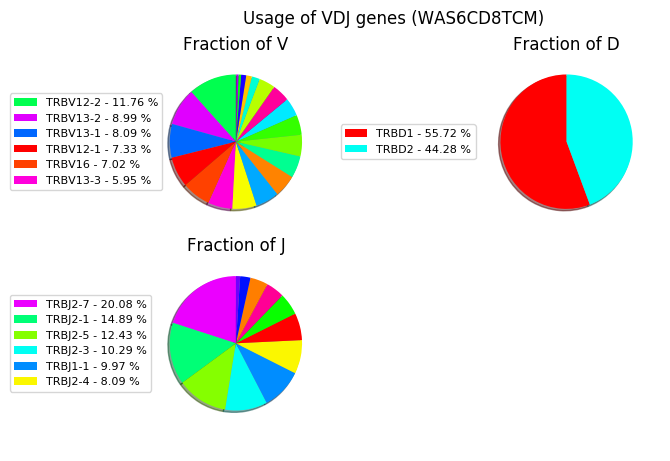 Usage of VDJ genes (WAS6CD8TCM)
Fraction of V
TRBV12-2 - 11.76 %
TRBV13-2 - 8.99 %
TRBV13-1 - 8.09 %
TRBV12-1 - 7.33 %
TRBV16 - 7.02 %
TRBV13-3 - 5.95 %
Fraction of D
TRBD1 - 55.72 %
TRBD2 - 44.28 %
Fraction of J
TRBJ2-7 - 20.08 %
TRBJ2-1 - 14.89 %
TRBJ2-5 - 12.43 %
TRBJ2-3 - 10.29 %
TRBJ1-1 - 9.97 %
TRBJ2-4 - 8.09 %